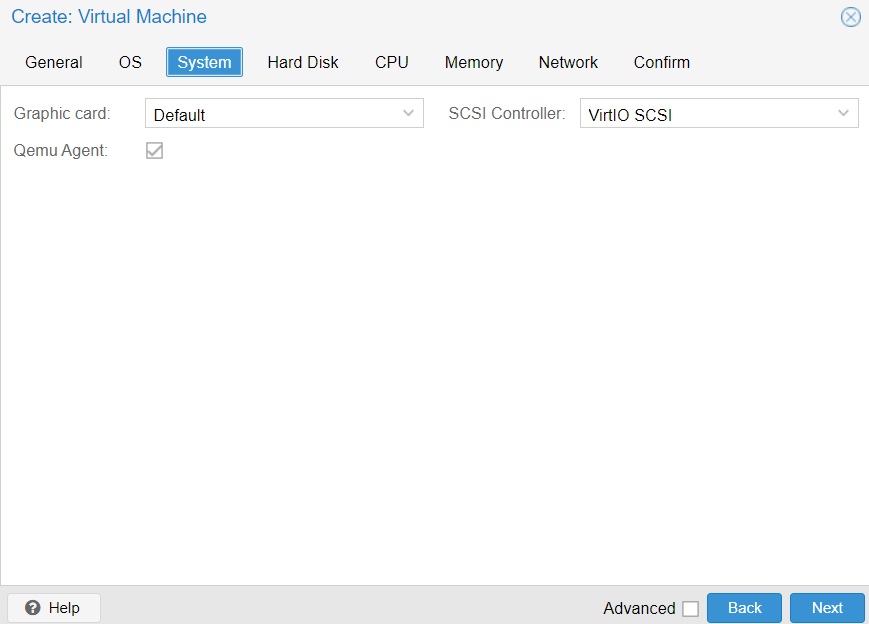 Create: Virtual Machine
General OS System Hard Disk CPU Memory Network Confirm
Graphic card: Default SCSI Controller: VirtIO SCSI
Qemu Agent:
Help Advanced Back Next